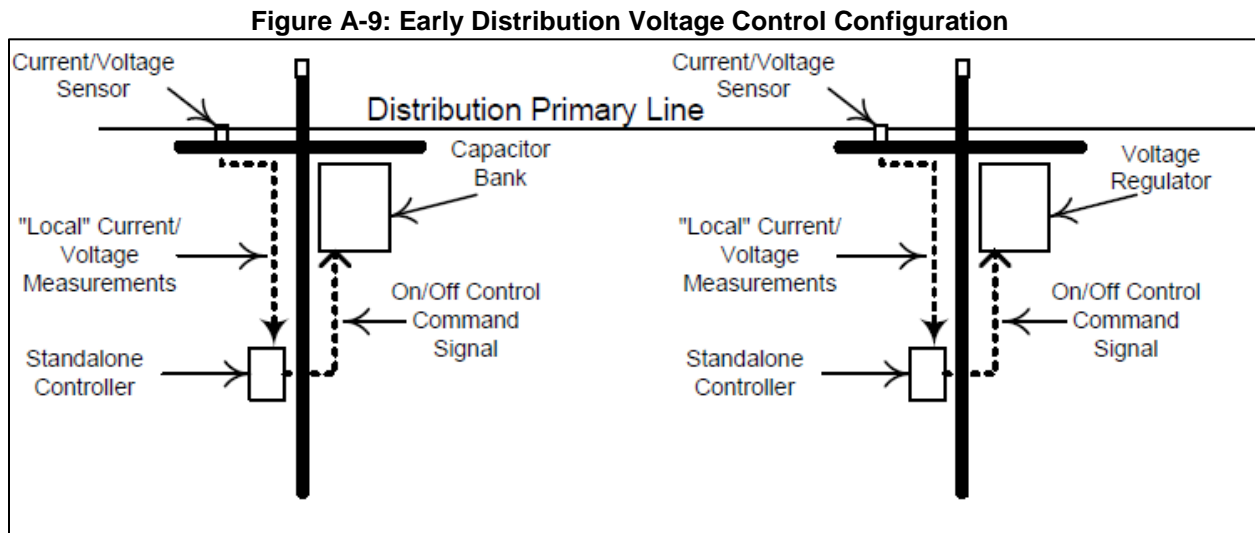 Figure A-9: Early Distribution Voltage Control Configuration
Current/Voltage
Sensor
Distribution Primary Line
Capacitor
Bank
"Local" Current/
Voltage
Measurements
On/Off Control
Command
Signal
Standalone
Controller
Current/Voltage
Sensor
Voltage
Regulator
"Local" Current/
Voltage
Measurements
On/Off Control
Command
Signal
Standalone
Controller